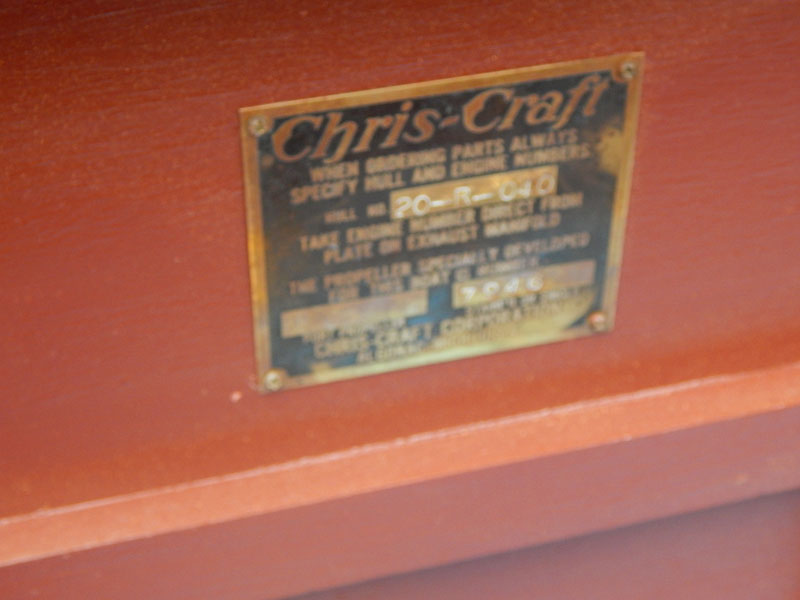 Chris-Craft
WHEN ORDERING PARTS ALWAYS
SPECIFY HULL AND ENGINE NUMBERS
HULL NO. 20-R-040
TAKE ENGINE NUMBER DIRECT FROM
PLATE ON EXHAUST MANIFOLD
THE PROPELLER SPECIALLY DEVELOPED
FOR THIS BOAT IS NUMBER
CHRIS-CRAFT CORPORATION